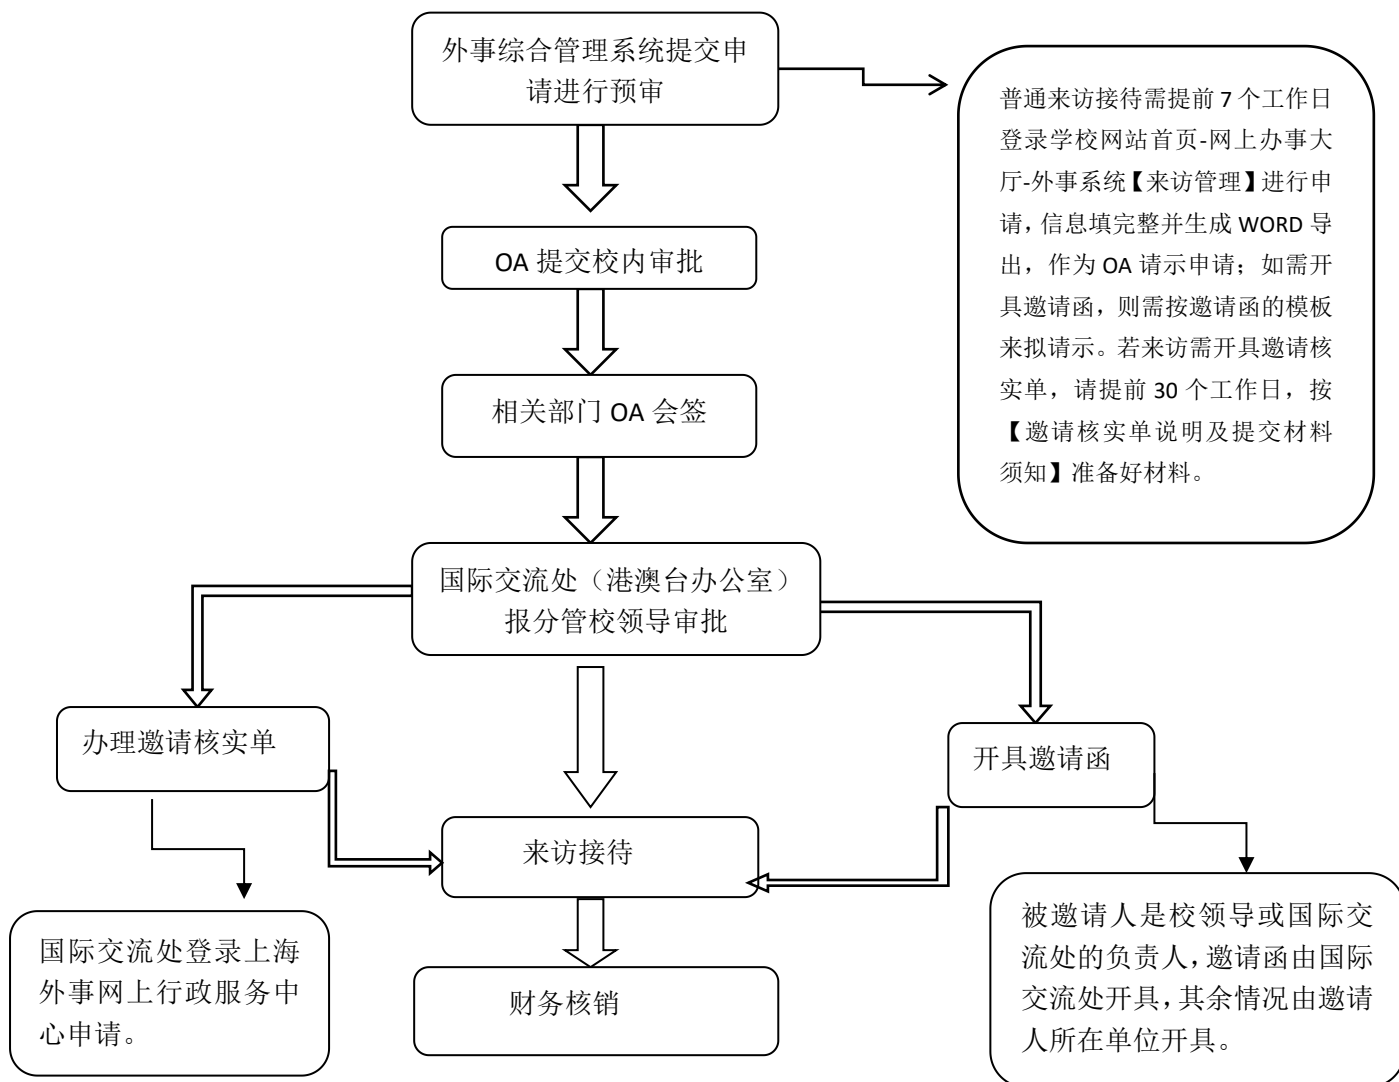 外事综合管理系统提交申
请进行预审
普通来访接待需提前 7 个工作日
登录学校网站首页-网上办事大
厅-外事系统【来访管理】进行申
请，信息填完整并生成 WORD 导
出，作为 OA 请示申请；如需开
具邀请函，则需按邀请函的模板
来拟请示。若来访需开具邀请核
实单，请提前 30 个工作日，按
【邀请核实单说明及提交材料
须知】准备好材料。
OA 提交校内审批
相关部门 OA 会签
国际交流处（港澳台办公室）
报分管校领导审批
办理邀请核实单
开具邀请函
来访接待
国际交流处登录上海
外事网上行政服务中
心申请。
被邀请人是校领导或国际交
流处的负责人，邀请函由国际
交流处开具，其余情况由邀请
人所在单位开具。
财务核销